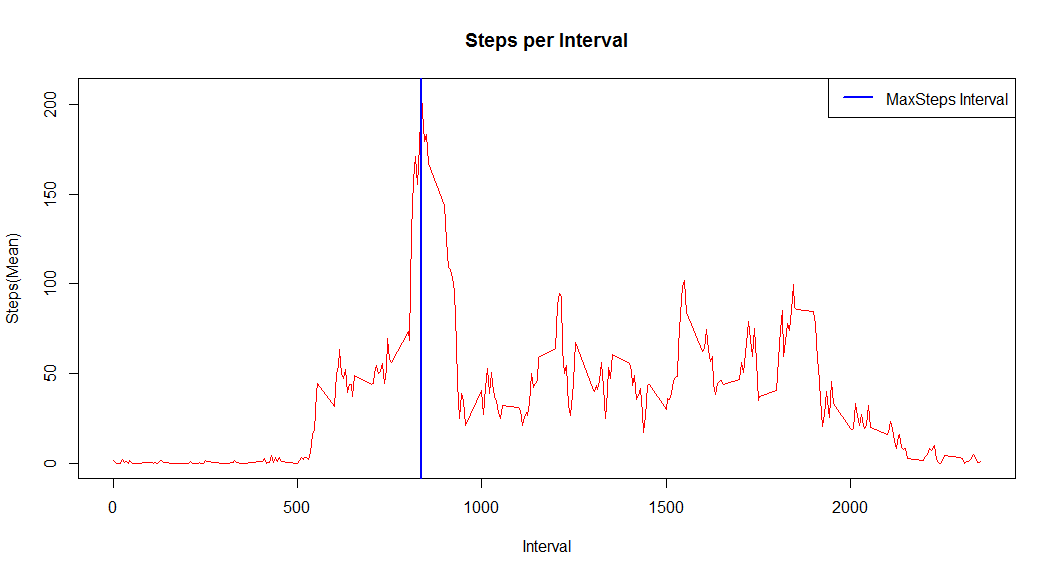 Steps per Interval
MaxSteps Interval
Steps(Mean)
200
150
100
50
0
0 500 1000 1500 2000
Interval